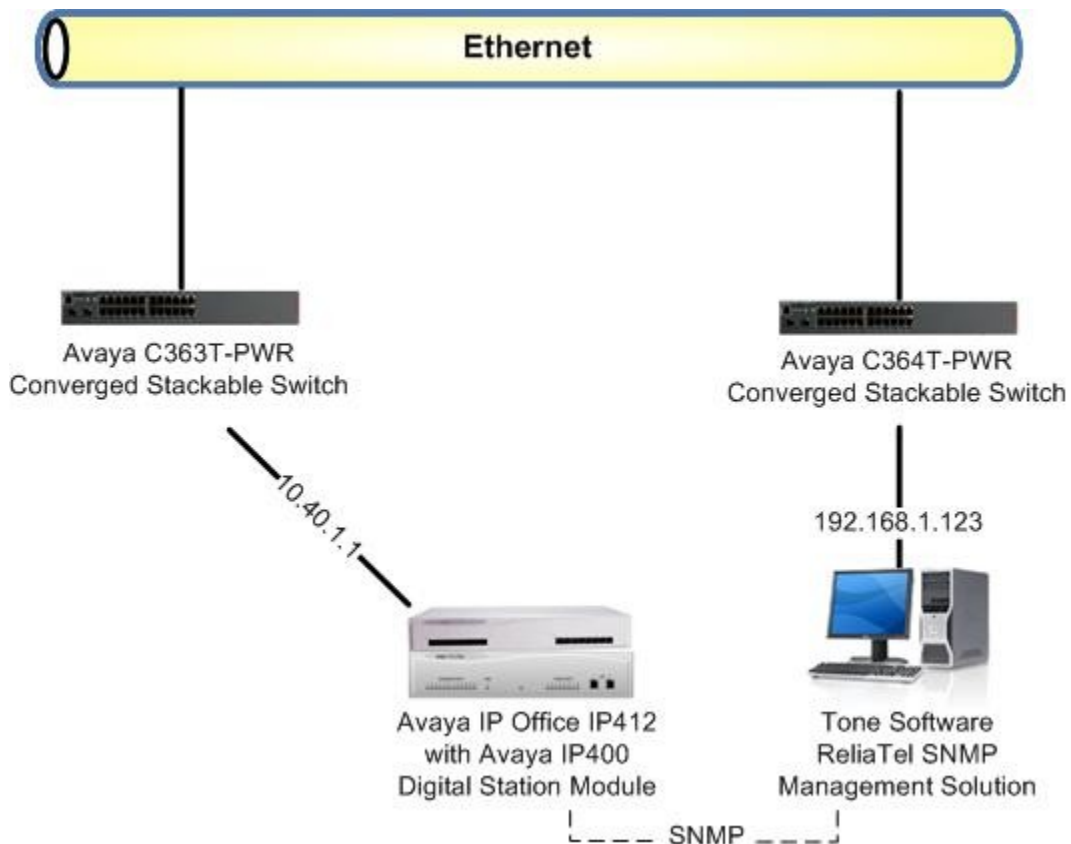 Ethernet
Avaya C363T-PWR
Converged Stackable Switch
Avaya C364T-PWR
Converged Stackable Switch
10.40.1.1
192.168.1.123
Avaya IP Office IP412
with Avaya IP400
Digital Station Module
Tone Software
ReliaTel SNMP
Management Solution
SNMP